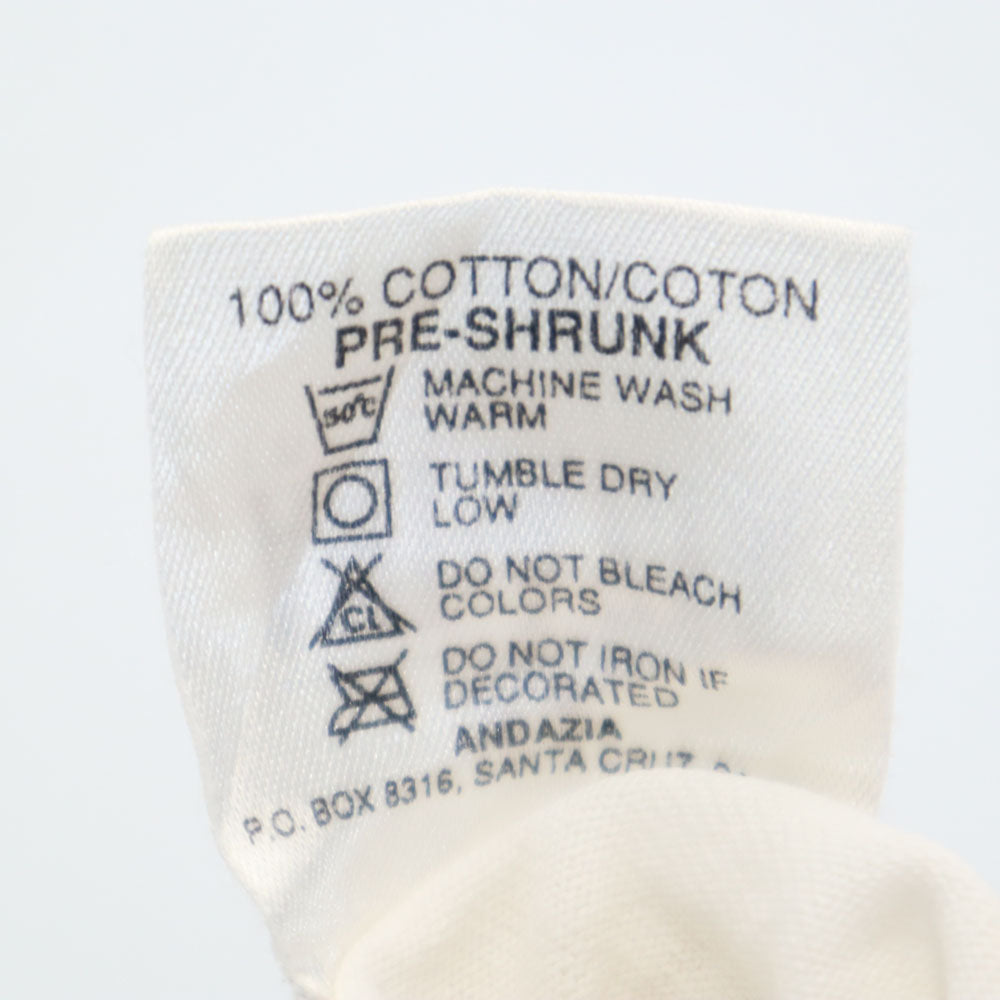 100% COTTON/COTON
PRE-SHRUNK
50°C MACHINE WASH
WARM
TUMBLE DRY
LOW
DO NOT BLEACH
CL COLORS
DO NOT IRON IF
DECORATED
ANDAZIA
P.O. BOX 8316, SANTA CRUZ,